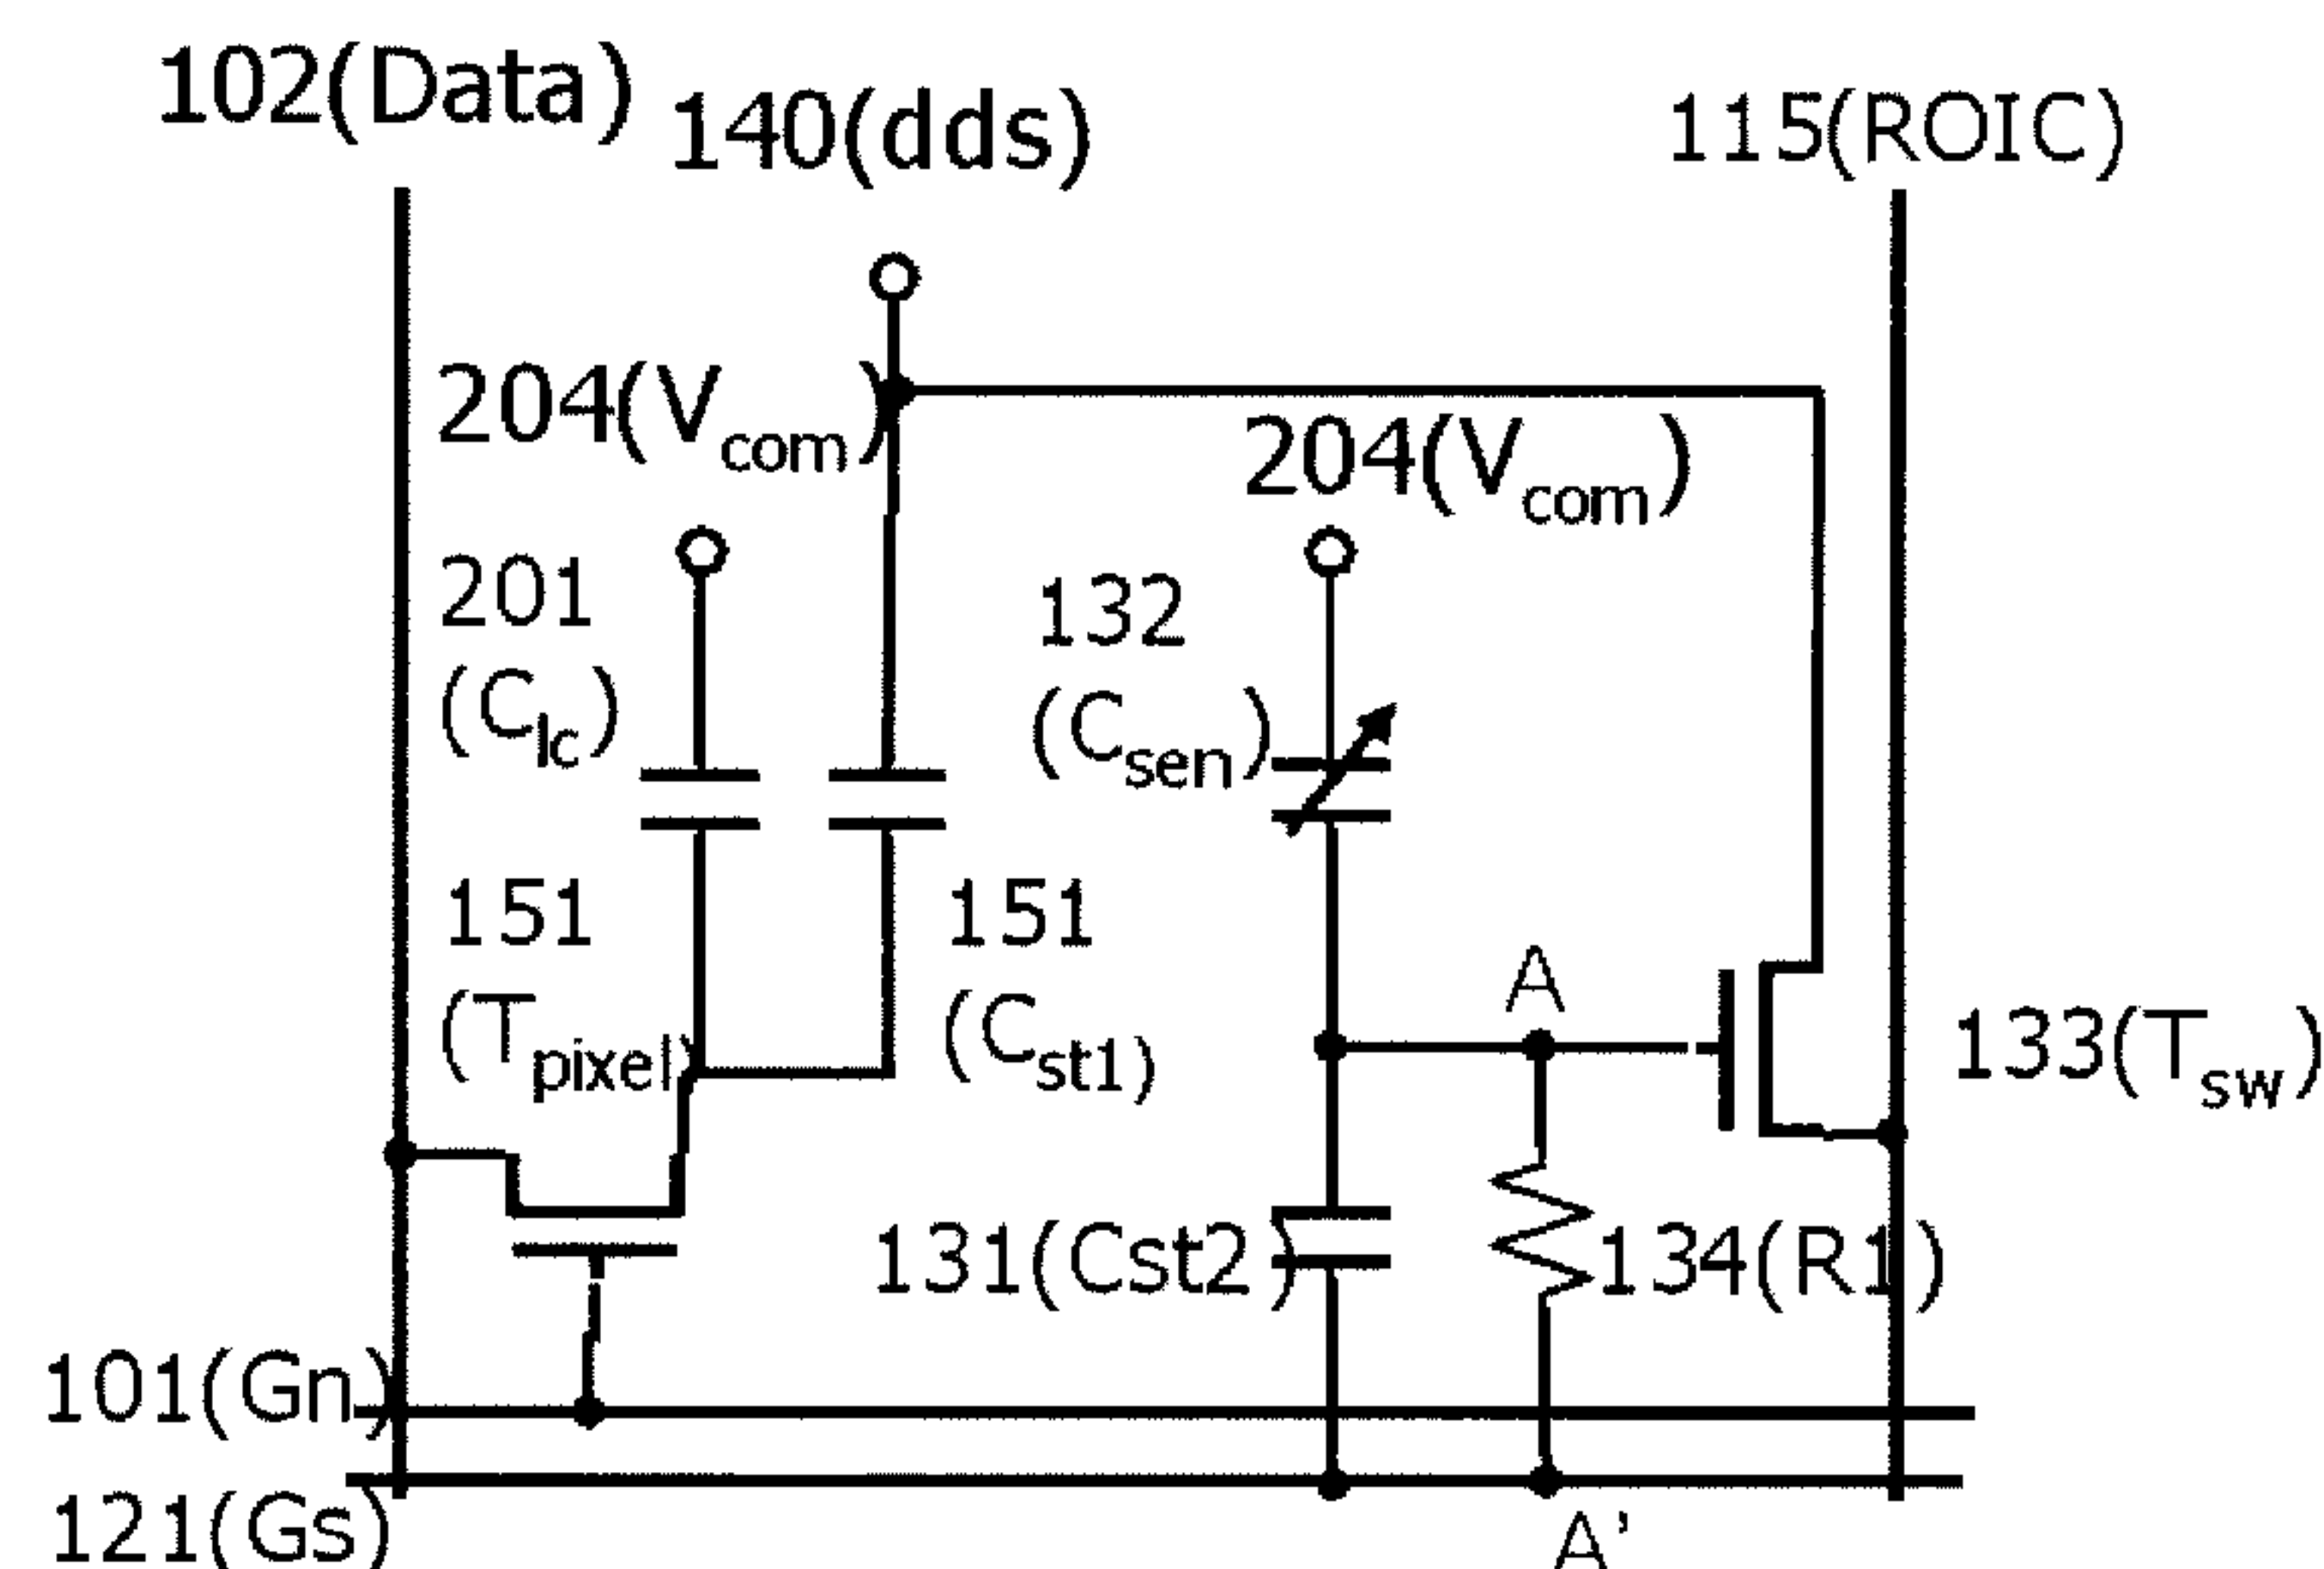 102(Data)
140(dds)
115(ROIC)
204(Vcom)
204(Vcom)
201
(Clc)
132
(Csen)
151
(Tpixel)
151
(Cst1)
A
133(Tsw)
131(Cst2)
134(R1)
101(Gn)
121(Gs)
A'